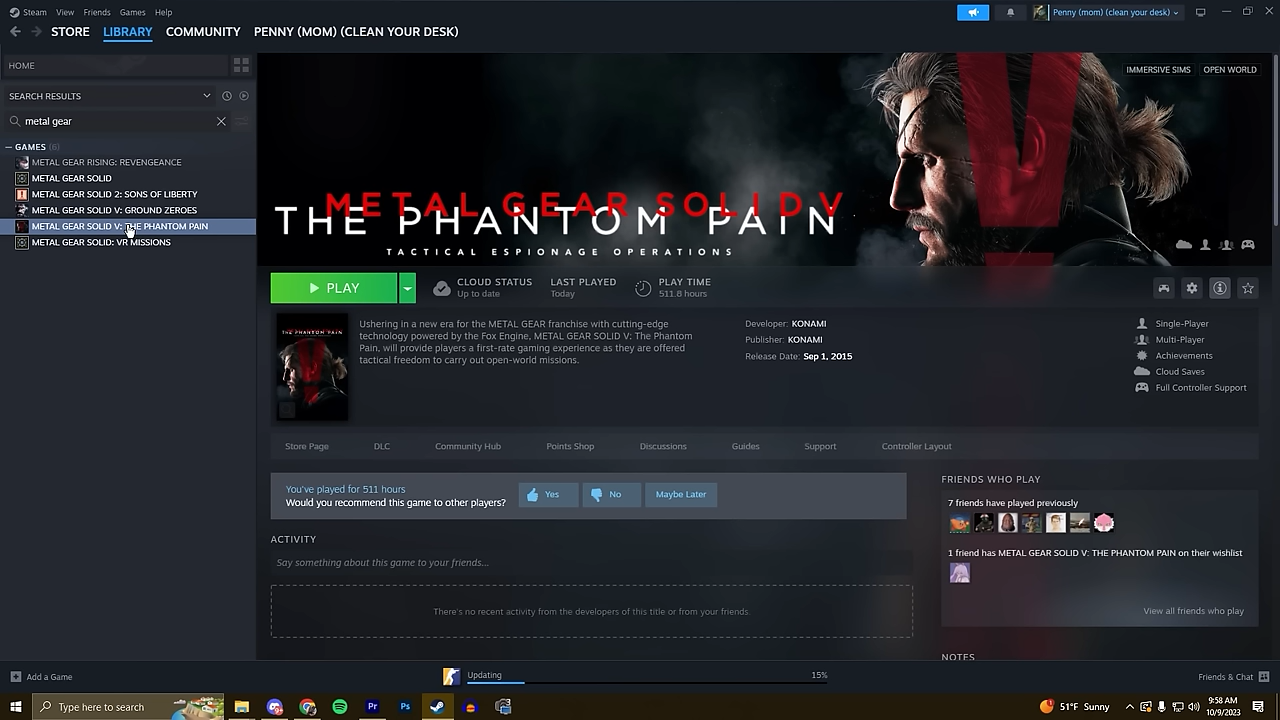 Steam View Friends Games Help
Penny (mom) (clean your desk)
STORE LIBRARY COMMUNITY PENNY (MOM) (CLEAN YOUR DESK)
HOME
SEARCH RESULTS
metal gear
GAMES (6)
METAL GEAR RISING: REVENGEANCE
METAL GEAR SOLID
METAL GEAR SOLID 2: SONS OF LIBERTY
METAL GEAR SOLID V: GROUND ZEROES
METAL GEAR SOLID V: THE PHANTOM PAIN
METAL GEAR SOLID: VR MISSIONS
IMMERSIVE SIMS OPEN WORLD
METAL GEAR SOLID V
THE PHANTOM PAIN
TACTICAL ESPIONAGE OPERATIONS
PLAY
CLOUD STATUS
Up to date
LAST PLAYED
Today
PLAY TIME
511.8 hours
THE PHANTOM PAIN
Ushering in a new era for the METAL GEAR franchise with cutting-edge
technology powered by the Fox Engine, METAL GEAR SOLID V: The Phantom
Pain, will provide players a first-rate gaming experience as they are offered
tactical freedom to carry out open-world missions.
Developer: KONAMI
Publisher: KONAMI
Release Date: Sep 1, 2015
Single-Player
Multi-Player
Achievements
Cloud Saves
Full Controller Support
Store Page DLC Community Hub Points Shop Discussions Guides Support Controller Layout
You've played for 511 hours
Would you recommend this game to other players?
Yes No Maybe Later
ACTIVITY
Say something about this game to your friends...
There's no recent activity from the developers of this title or from your friends.
FRIENDS WHO PLAY
7 friends have played previously
1 friend has METAL GEAR SOLID V: THE PHANTOM PAIN on their wishlist
View all friends who play
NOTES
Add a Game
Updating 15%
Friends & Chat
Type here to search
Pr
Ps
51°F Sunny
9:58 AM
10/9/2023